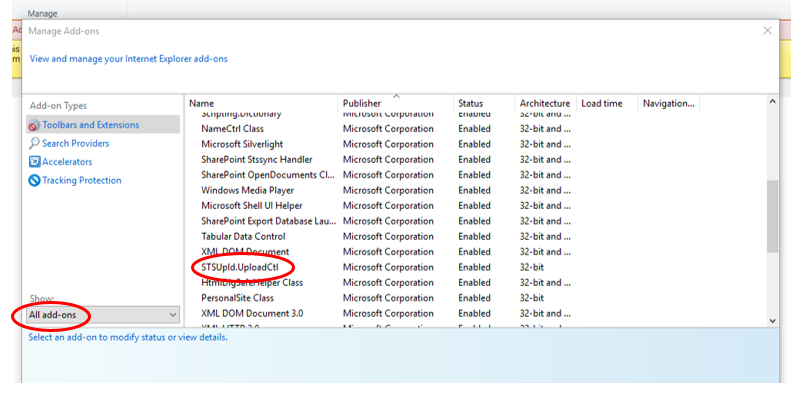 Manage
Ad
Manage Add-ons
is
m
View and manage your Internet Explorer add-ons
Add-on Types
Toolbars and Extensions
Search Providers
Accelerators
Tracking Protection
Show:
All add-ons
Name Publisher Status Architecture Load time Navigation...
Scripting.Dictionary Microsoft Corporation Enabled 32-bit and ...
NameCtrl Class Microsoft Corporation Enabled 32-bit and ...
Microsoft Silverlight Microsoft Corporation Enabled 32-bit and ...
SharePoint Stssync Handler Microsoft Corporation Enabled 32-bit and ...
SharePoint OpenDocuments Cl... Microsoft Corporation Enabled 32-bit and ...
Windows Media Player Microsoft Corporation Enabled 32-bit and ...
Microsoft Shell UI Helper Microsoft Corporation Enabled 32-bit and ...
SharePoint Export Database Lau... Microsoft Corporation Enabled 32-bit and ...
Tabular Data Control Microsoft Corporation Enabled 32-bit and ...
XML DOM Document Microsoft Corporation Enabled 32-bit and ...
STSUpld.UploadCtl Microsoft Corporation Enabled 32-bit
HtmlDlgSafeHelper Class Microsoft Corporation Enabled 32-bit and ...
PersonalSite Class Microsoft Corporation Enabled 32-bit
XML DOM Document 3.0 Microsoft Corporation Enabled 32-bit and ...
Select an add-on to modify status or view details.